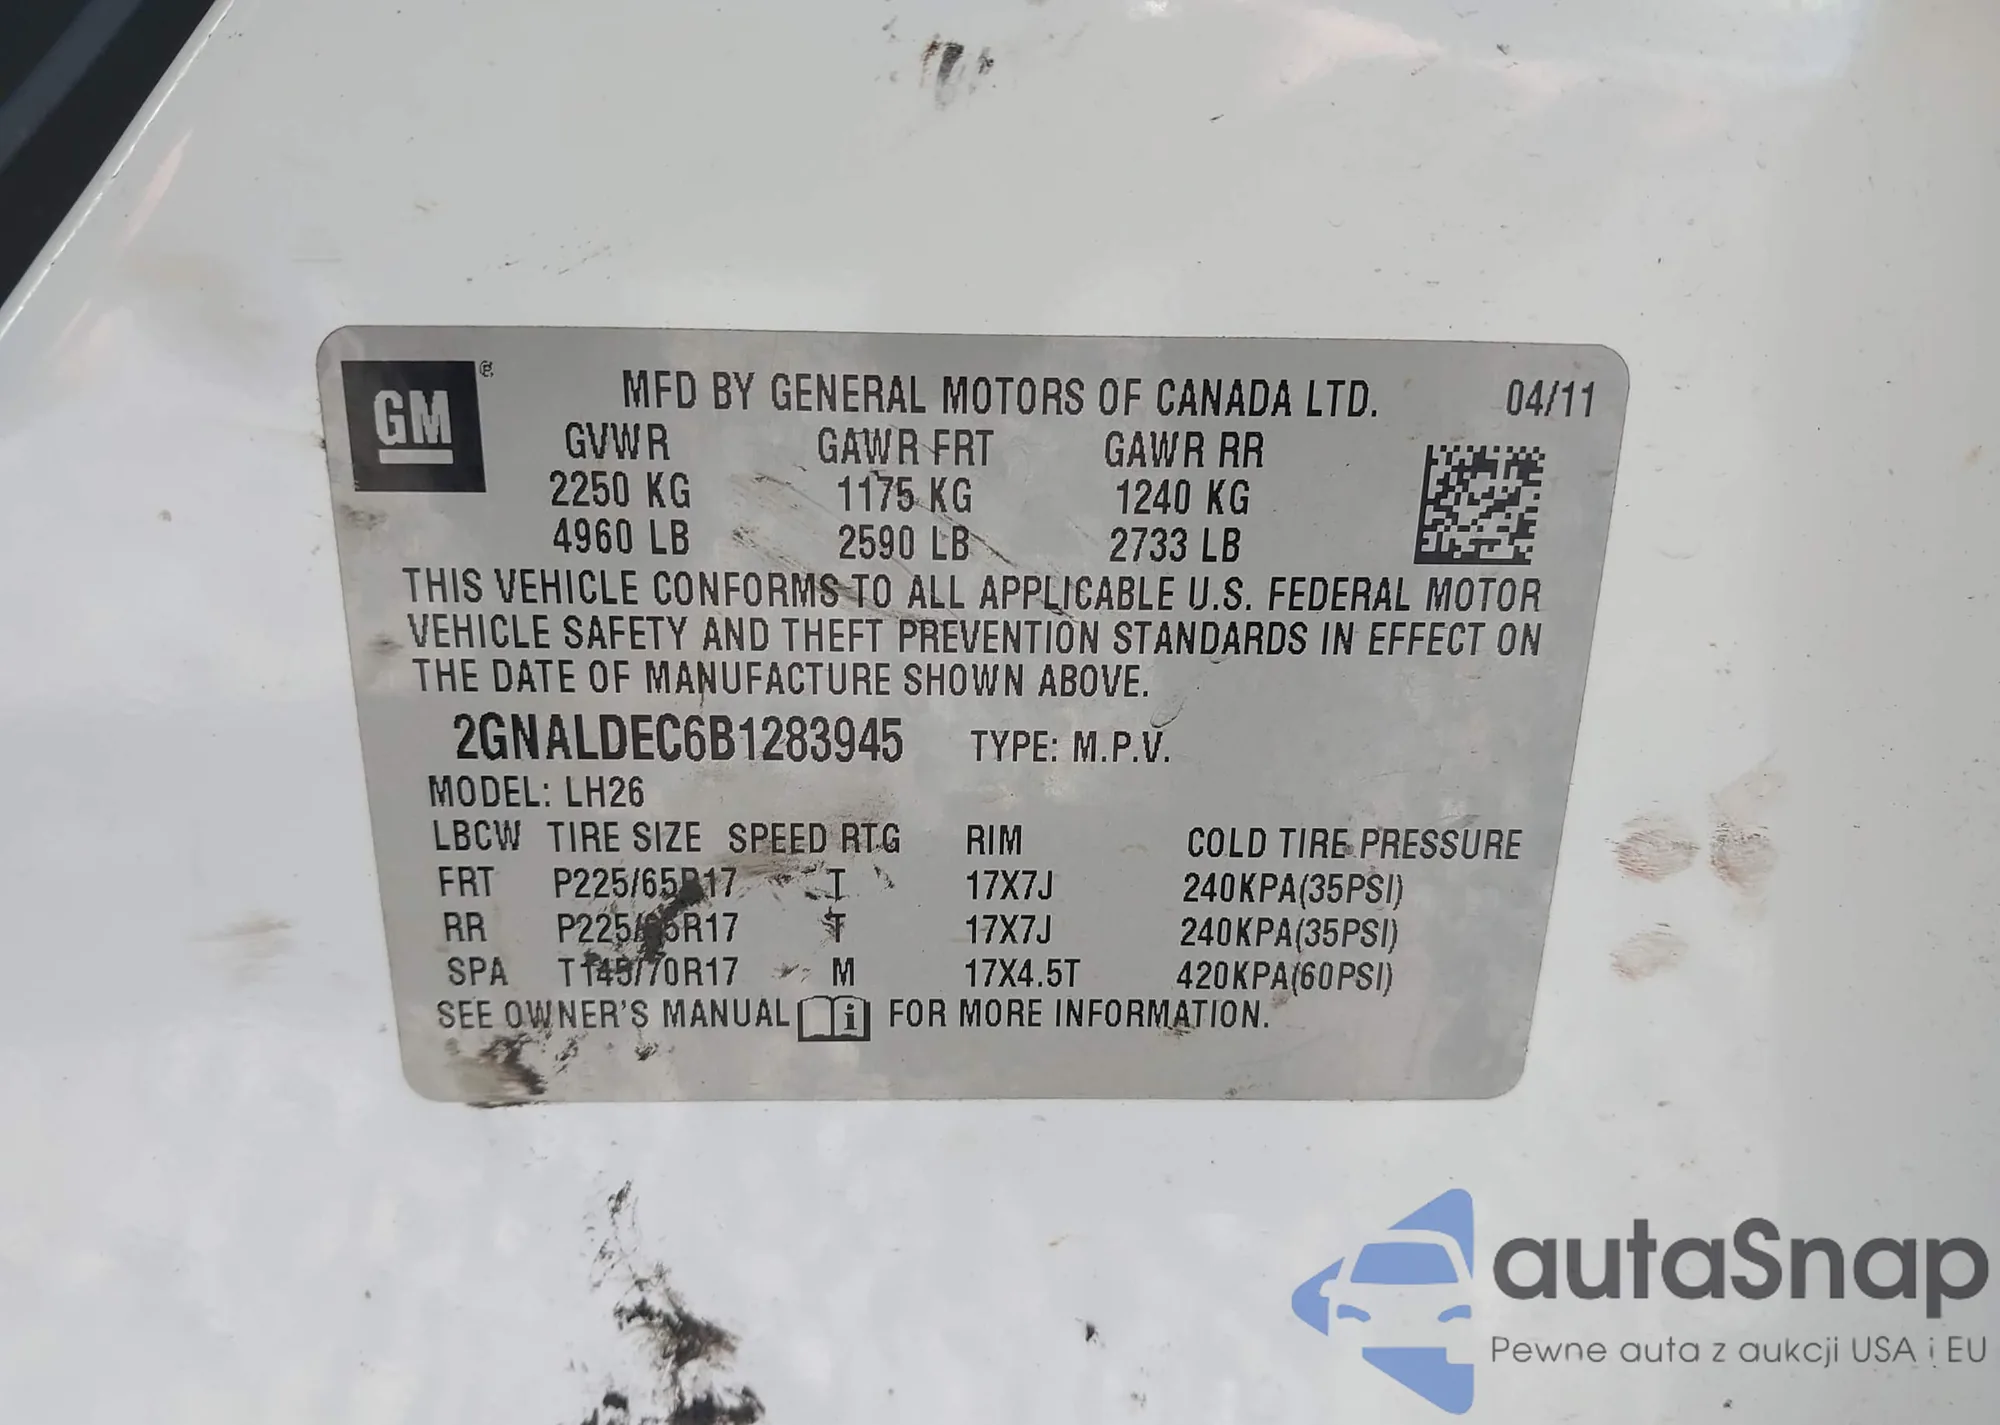 GM ®
MFD BY GENERAL MOTORS OF CANADA LTD. 04/11
GVWR GAWR FRT GAWR RR
2250 KG 1175 KG 1240 KG
4960 LB 2590 LB 2733 LB
THIS VEHICLE CONFORMS TO ALL APPLICABLE U.S. FEDERAL MOTOR
VEHICLE SAFETY AND THEFT PREVENTION STANDARDS IN EFFECT ON
THE DATE OF MANUFACTURE SHOWN ABOVE.
2GNALDEC6B1283945 TYPE: M.P.V.
MODEL: LH26
LBCW TIRE SIZE SPEED RTG RIM COLD TIRE PRESSURE
FRT P225/65R17 T 17X7J 240KPA(35PSI)
RR P225/65R17 T 17X7J 240KPA(35PSI)
SPA T145/70R17 M 17X4.5T 420KPA(60PSI)
SEE OWNER'S MANUAL i FOR MORE INFORMATION.
autaSnap
Pewne auta z aukcji USA i EU